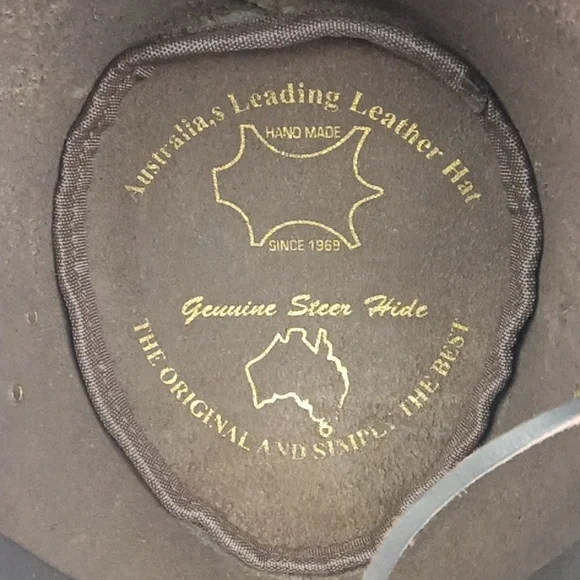 Australia,s Leading Leather Hat
HAND MADE
SINCE 1969
Genuine Steer Hide
THE ORIGINAL AND SIMPLY THE BEST